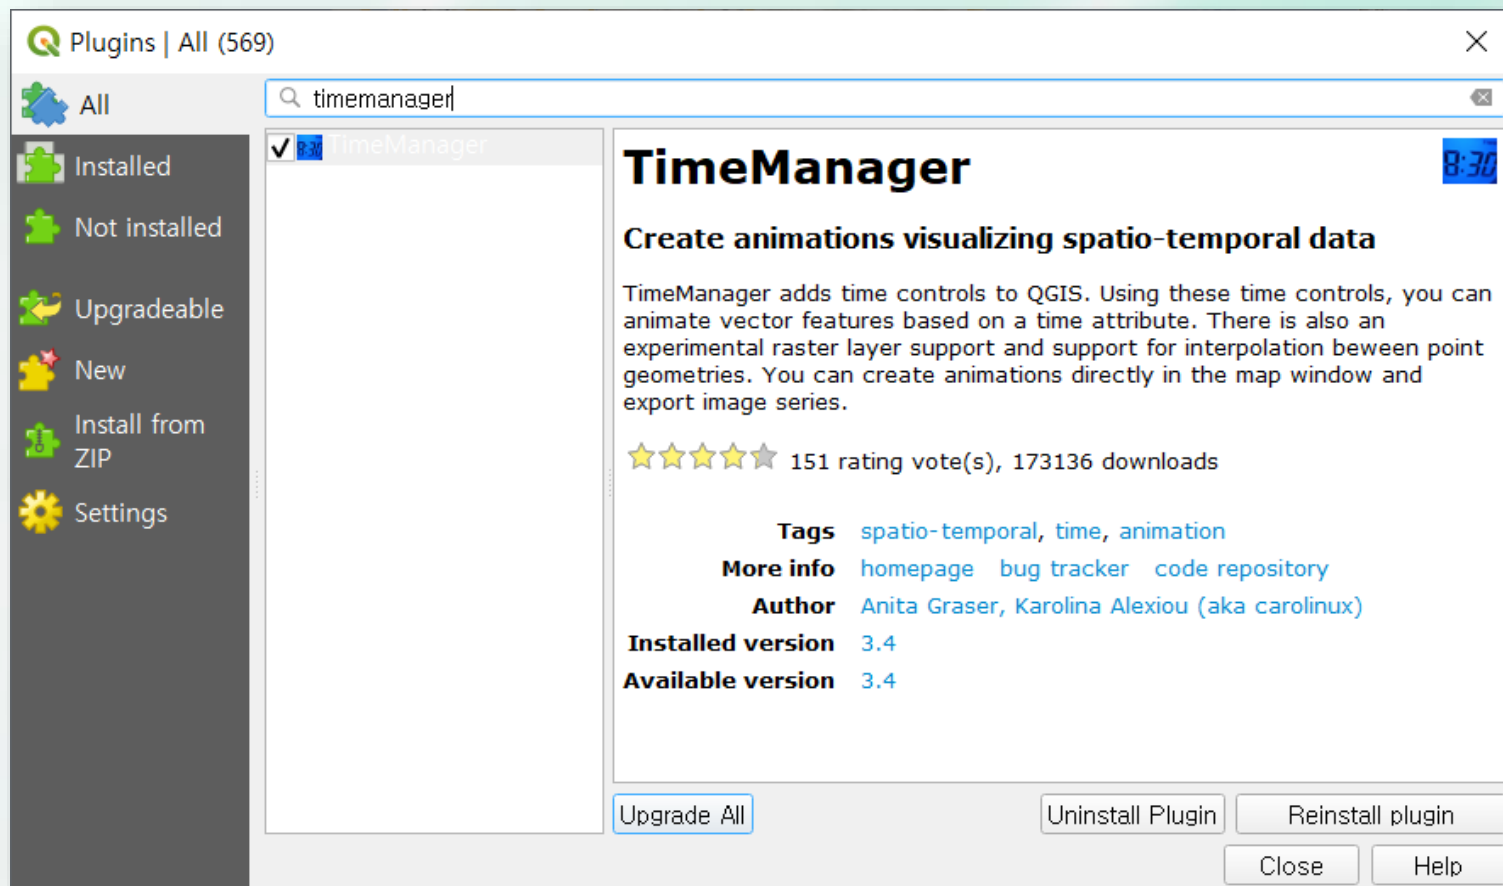 Plugins | All (569)
All
Installed
Not installed
Upgradeable
New
Install from
ZIP
Settings
timemanager
TimeManager
TimeManager
8:30
Create animations visualizing spatio-temporal data
TimeManager adds time controls to QGIS. Using these time controls, you can
animate vector features based on a time attribute. There is also an
experimental raster layer support and support for interpolation beween point
geometries. You can create animations directly in the map window and
export image series.
151 rating vote(s), 173136 downloads
Tags spatio-temporal, time, animation
More info homepage bug tracker code repository
Author Anita Graser, Karolina Alexiou (aka carolinux)
Installed version 3.4
Available version 3.4
Upgrade All Uninstall Plugin Reinstall plugin
Close Help